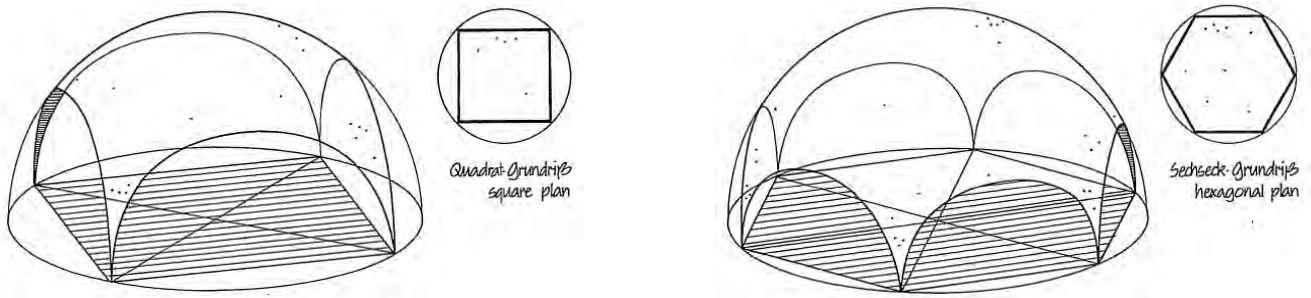 Quadrat-Grundriß
square plan
Sechseck-Grundriß
hexagonal plan